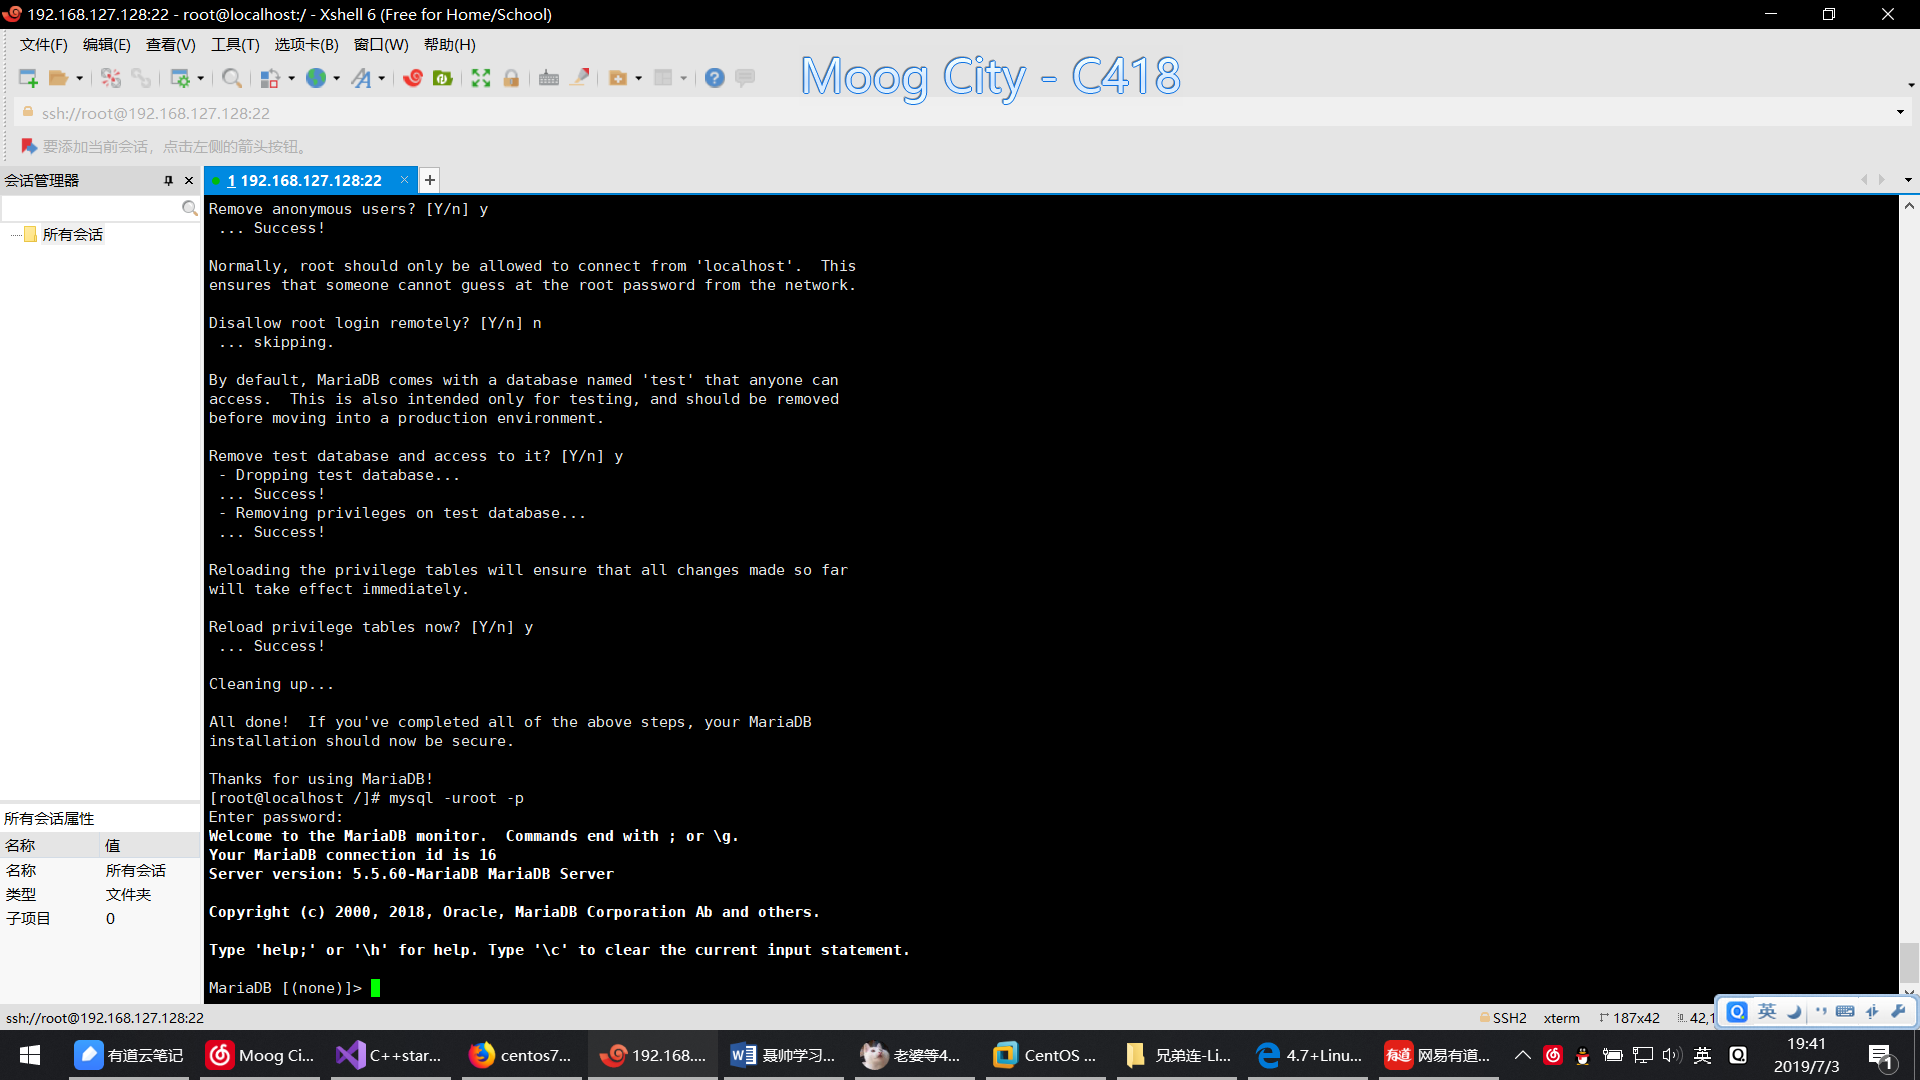 192.168.127.128:22 - root@localhost:/ - Xshell 6 (Free for Home/School)
文件(F) 编辑(E) 查看(V) 工具(T) 选项卡(B) 窗口(W) 帮助(H)
Moog City - C418
ssh://root@192.168.127.128:22
要添加当前会话，点击左侧的箭头按钮。
会话管理器
1 192.168.127.128:22
所有会话
Remove anonymous users? [Y/n] y
 ... Success!
Normally, root should only be allowed to connect from 'localhost'.  This
ensures that someone cannot guess at the root password from the network.
Disallow root login remotely? [Y/n] n
 ... skipping.
By default, MariaDB comes with a database named 'test' that anyone can
access.  This is also intended only for testing, and should be removed
before moving into a production environment.
Remove test database and access to it? [Y/n] y
 - Dropping test database...
 ... Success!
 - Removing privileges on test database...
 ... Success!
Reloading the privilege tables will ensure that all changes made so far
will take effect immediately.
Reload privilege tables now? [Y/n] y
 ... Success!
Cleaning up...
All done!  If you've completed all of the above steps, your MariaDB
installation should now be secure.
Thanks for using MariaDB!
[root@localhost /]# mysql -uroot -p
Enter password:
Welcome to the MariaDB monitor.  Commands end with ; or \g.
Your MariaDB connection id is 16
Server version: 5.5.60-MariaDB MariaDB Server
Copyright (c) 2000, 2018, Oracle, MariaDB Corporation Ab and others.
Type 'help;' or '\h' for help. Type '\c' to clear the current input statement.
MariaDB [(none)]>
所有会话属性
名称 值
名称 所有会话
类型 文件夹
子项目 0
ssh://root@192.168.127.128:22
SSH2 xterm 187x42 42,1
英
有道云笔记 Moog Ci... C++star... centos7... 192.168.... 聂帅学习... 老婆等4... CentOS ... 兄弟连-Li... 4.7+Linu... 有道 网易有道... 英
19:41
2019/7/3
1